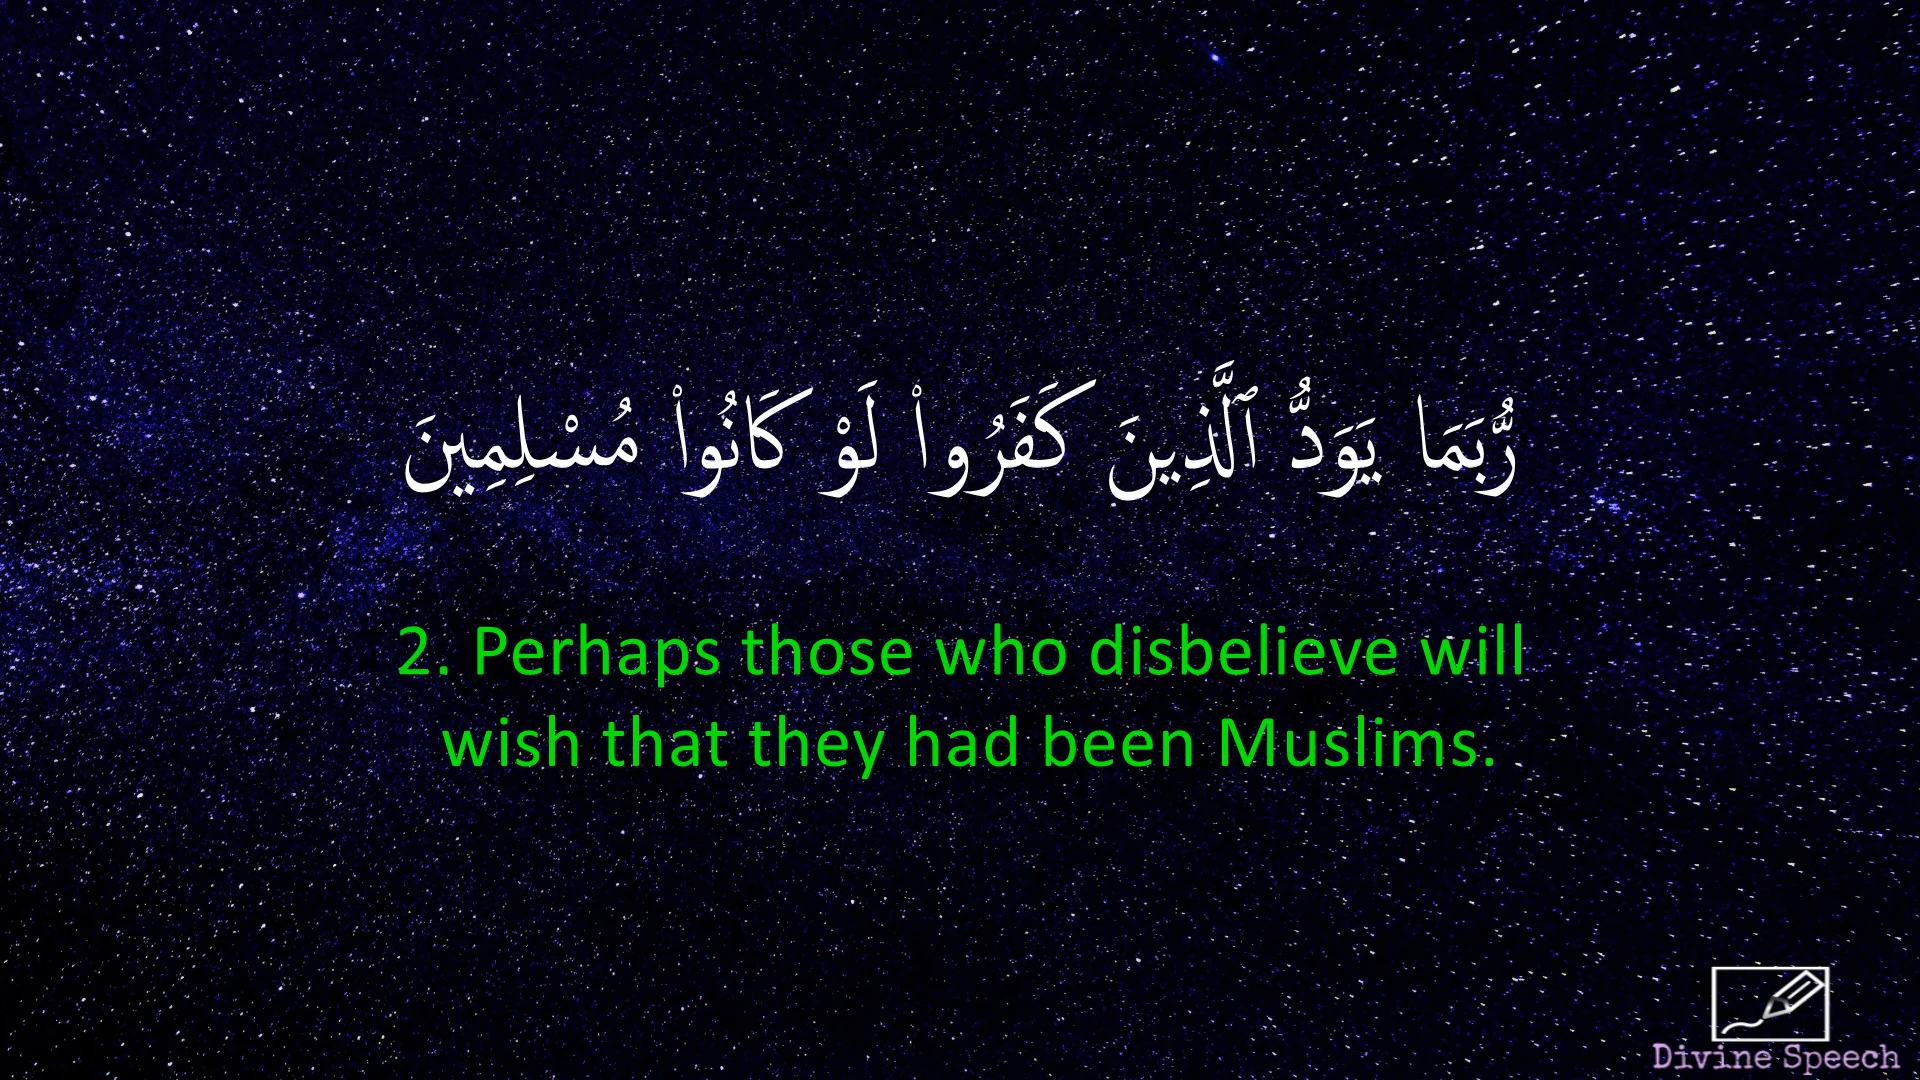 رُّبَمَا يَوَدُّ ٱلَّذِينَ كَفَرُوا۟ لَوْ كَانُوا۟ مُسْلِمِينَ
2. Perhaps those who disbelieve will
wish that they had been Muslims.
Divine Speech